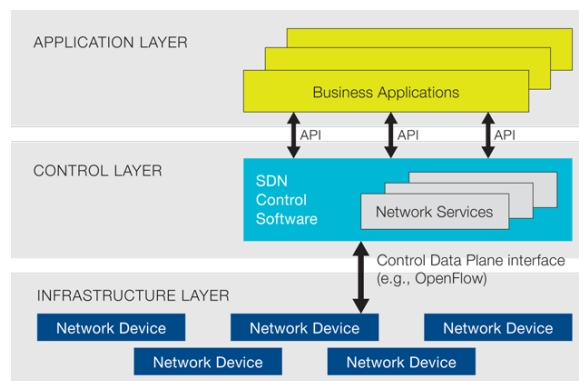 APPLICATION LAYER
Business Applications
API
API
API
CONTROL LAYER
SDN
Control
Software
Network Services
Control Data Plane interface
(e.g., OpenFlow)
INFRASTRUCTURE LAYER
Network Device
Network Device
Network Device
Network Device
Network Device